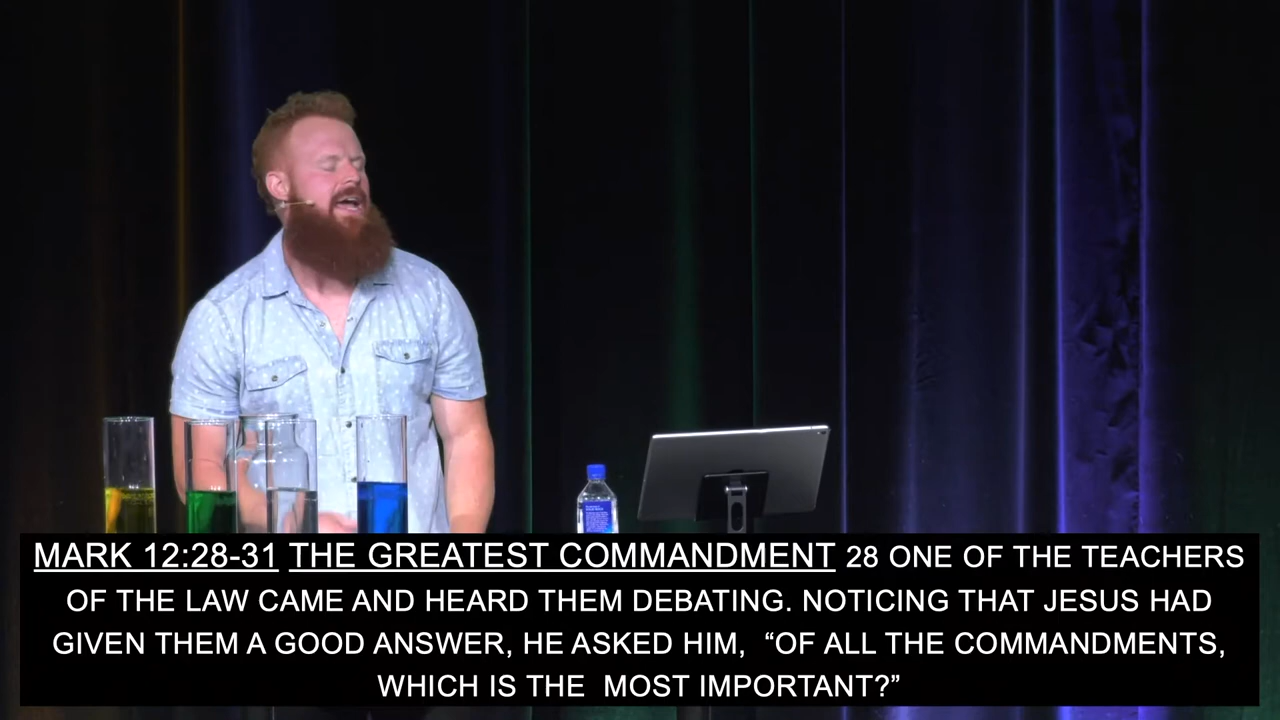 MARK 12:28-31 THE GREATEST COMMANDMENT 28 ONE OF THE TEACHERS
OF THE LAW CAME AND HEARD THEM DEBATING. NOTICING THAT JESUS HAD
GIVEN THEM A GOOD ANSWER, HE ASKED HIM,  “OF ALL THE COMMANDMENTS,
WHICH IS THE  MOST IMPORTANT?”